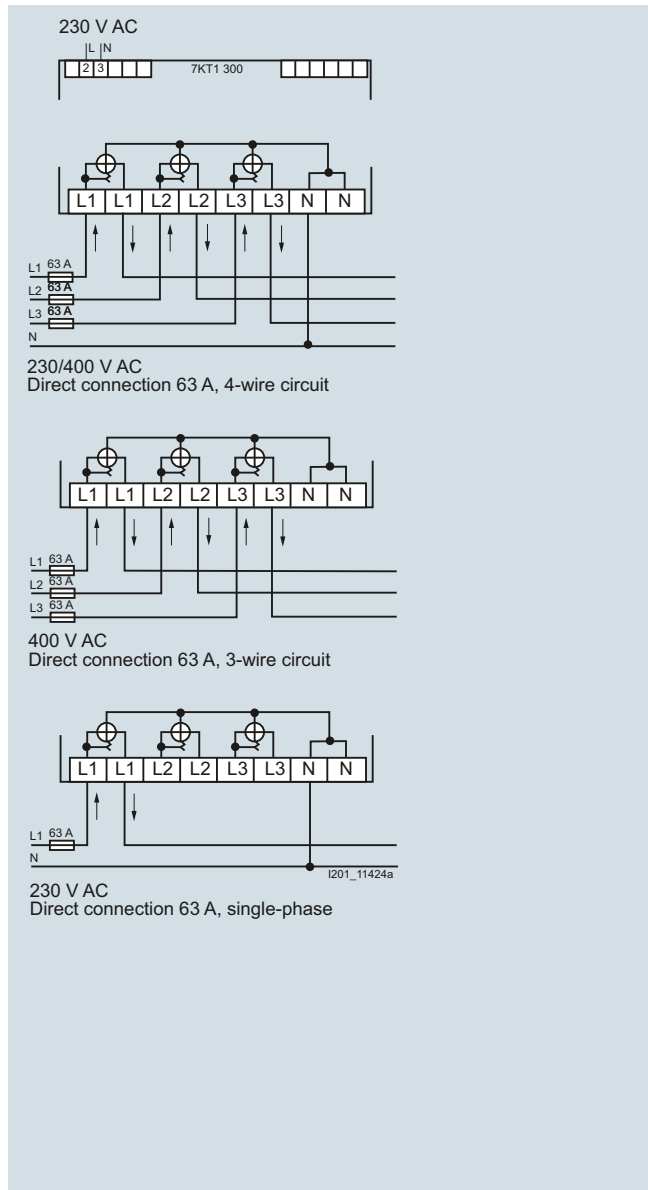 230 V AC
L N
2 3 7KT1 300
L1 L1 L2 L2 L3 L3 N N
L1 63 A
L2 63 A
L3 63 A
N
230/400 V AC
Direct connection 63 A, 4-wire circuit
L1 L1 L2 L2 L3 L3 N N
L1 63 A
L2 63 A
L3 63 A
400 V AC
Direct connection 63 A, 3-wire circuit
L1 L1 L2 L2 L3 L3 N N
L1 63 A
N
I201_11424a
230 V AC
Direct connection 63 A, single-phase